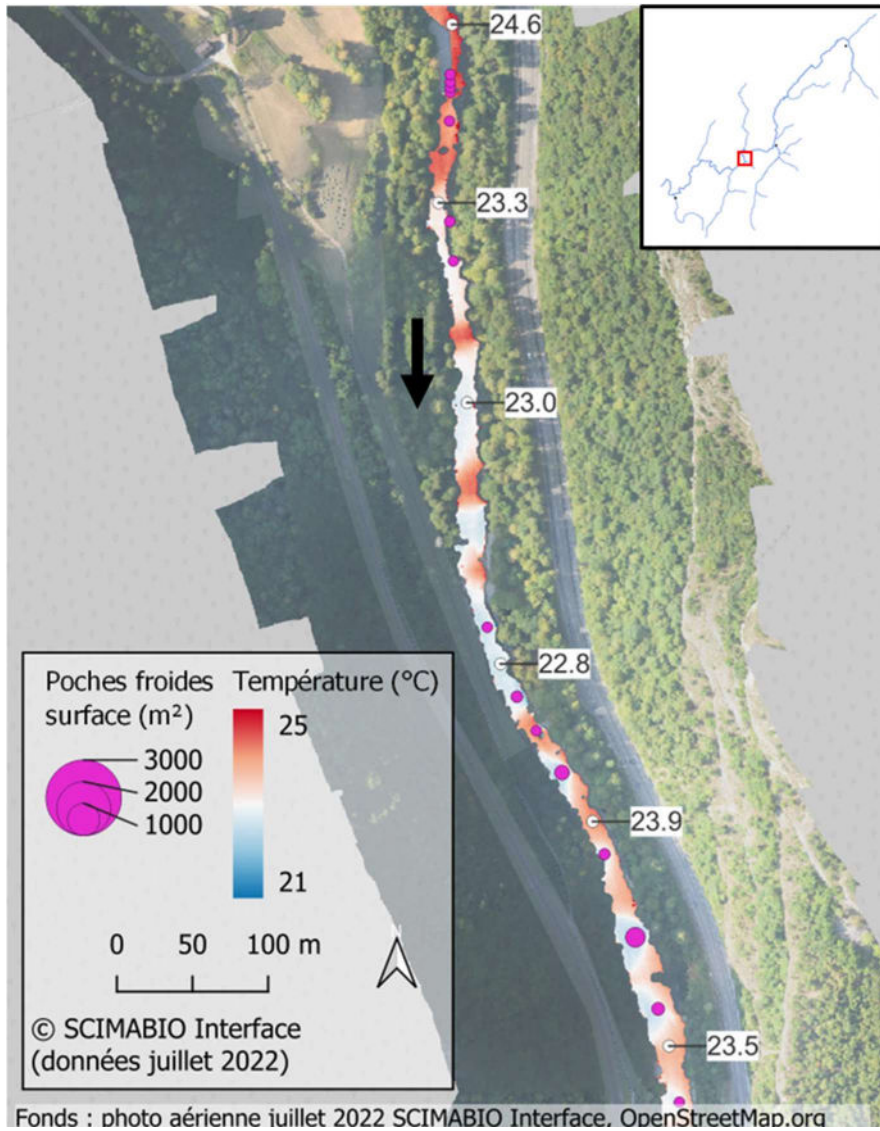 24.6
23.3
23.0
22.8
23.9
23.5
Poches froides
surface (m²)
3000
2000
1000
Température (°C)
25
21
0 50 100 m
N
© SCIMABIO Interface
(données juillet 2022)
Fonds : photo aérienne juillet 2022 SCIMABIO Interface, OpenStreetMap.org